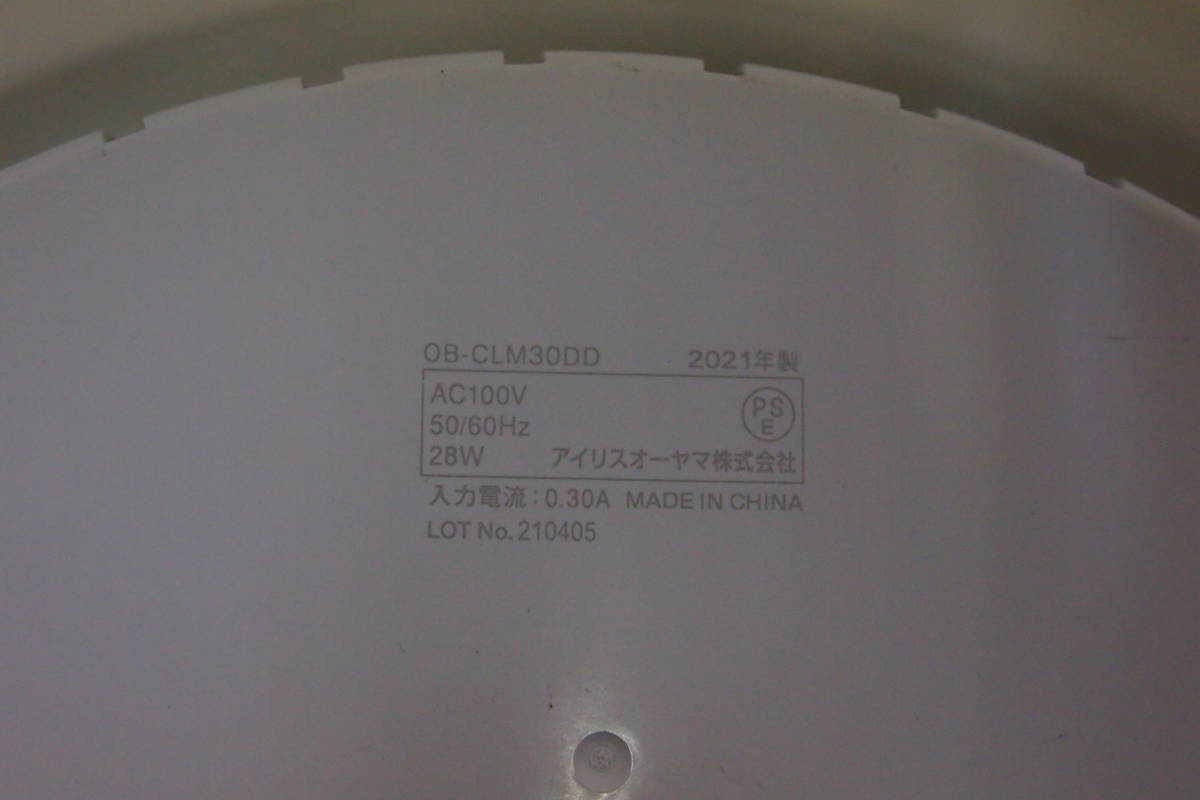 OB-CLM30DD 2021年製
AC100V
50/60Hz
PS
E
28W アイリスオーヤマ株式会社
入力電流：0.30A MADE IN CHINA
LOT No.210405